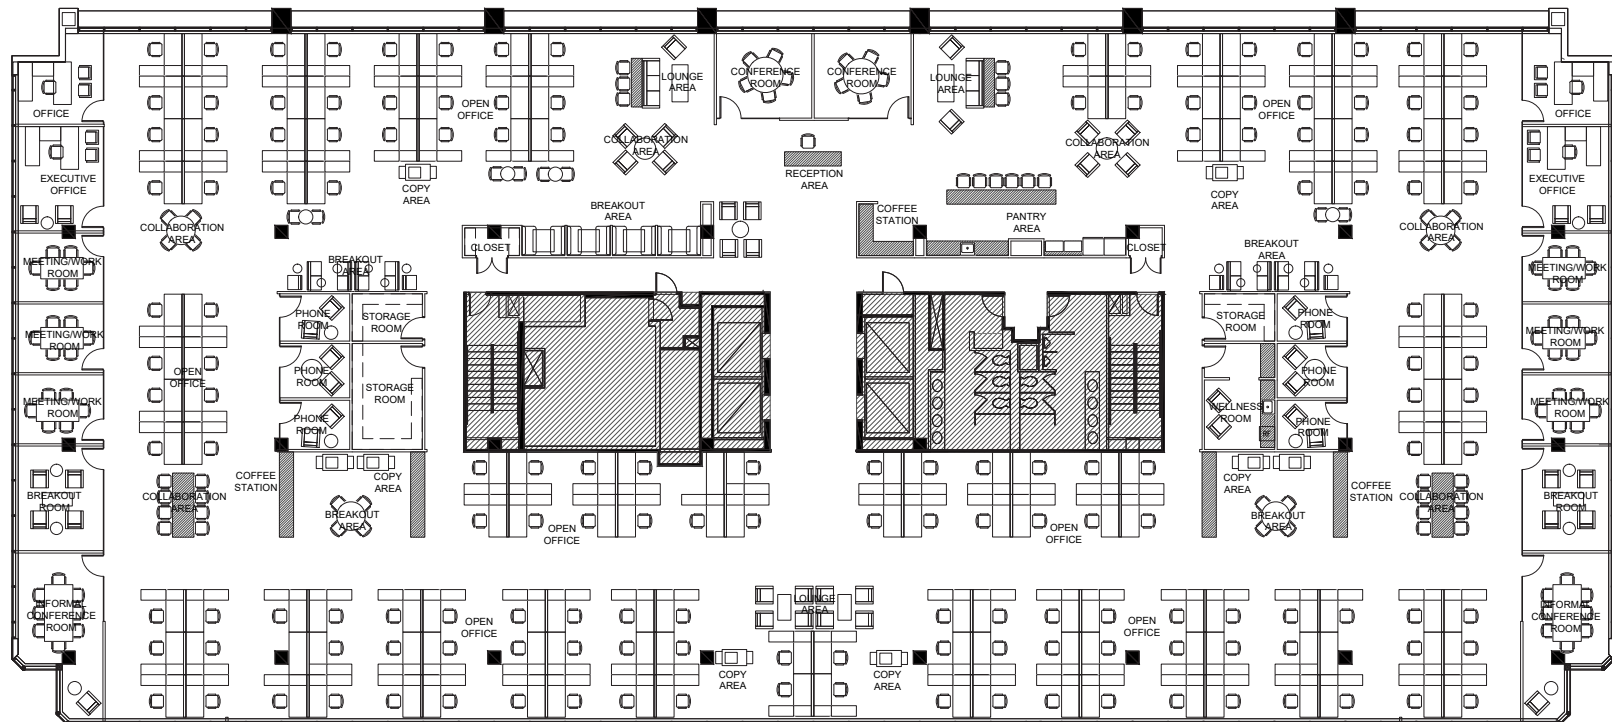 LOUNGE
AREA
CONFERENCE
ROOM
CONFERENCE
ROOM
LOUNGE
AREA
OFFICE
OPEN
OFFICE
OPEN
OFFICE
OFFICE
COLLABORATION
AREA
COLLABORATION
AREA
EXECUTIVE
OFFICE
COPY
AREA
RECEPTION
AREA
COPY
AREA
EXECUTIVE
OFFICE
COLLABORATION
AREA
BREAKOUT
AREA
COFFEE
STATION
PANTRY
AREA
COLLABORATION
AREA
CLOSET
CLOSET
MEETING/WORK
ROOM
BREAKOUT
AREA
BREAKOUT
AREA
MEETING/WORK
ROOM
PHONE
ROOM
STORAGE
ROOM
STORAGE
ROOM
PHONE
ROOM
MEETING/WORK
ROOM
MEETING/WORK
ROOM
OPEN
OFFICE
PHONE
ROOM
STORAGE
ROOM
PHONE
ROOM
MEETING/WORK
ROOM
PHONE
ROOM
WELLNESS
ROOM
RF
PHONE
ROOM
MEETING/WORK
ROOM
BREAKOUT
ROOM
COLLABORATION
AREA
COFFEE
STATION
COPY
AREA
BREAKOUT
AREA
OPEN
OFFICE
OPEN
OFFICE
COPY
AREA
BREAKOUT
AREA
COFFEE
STATION
COLLABORATION
AREA
BREAKOUT
ROOM
INFORMAL
CONFERENCE
ROOM
OPEN
OFFICE
LOUNGE
AREA
OPEN
OFFICE
INFORMAL
CONFERENCE
ROOM
COPY
AREA
COPY
AREA